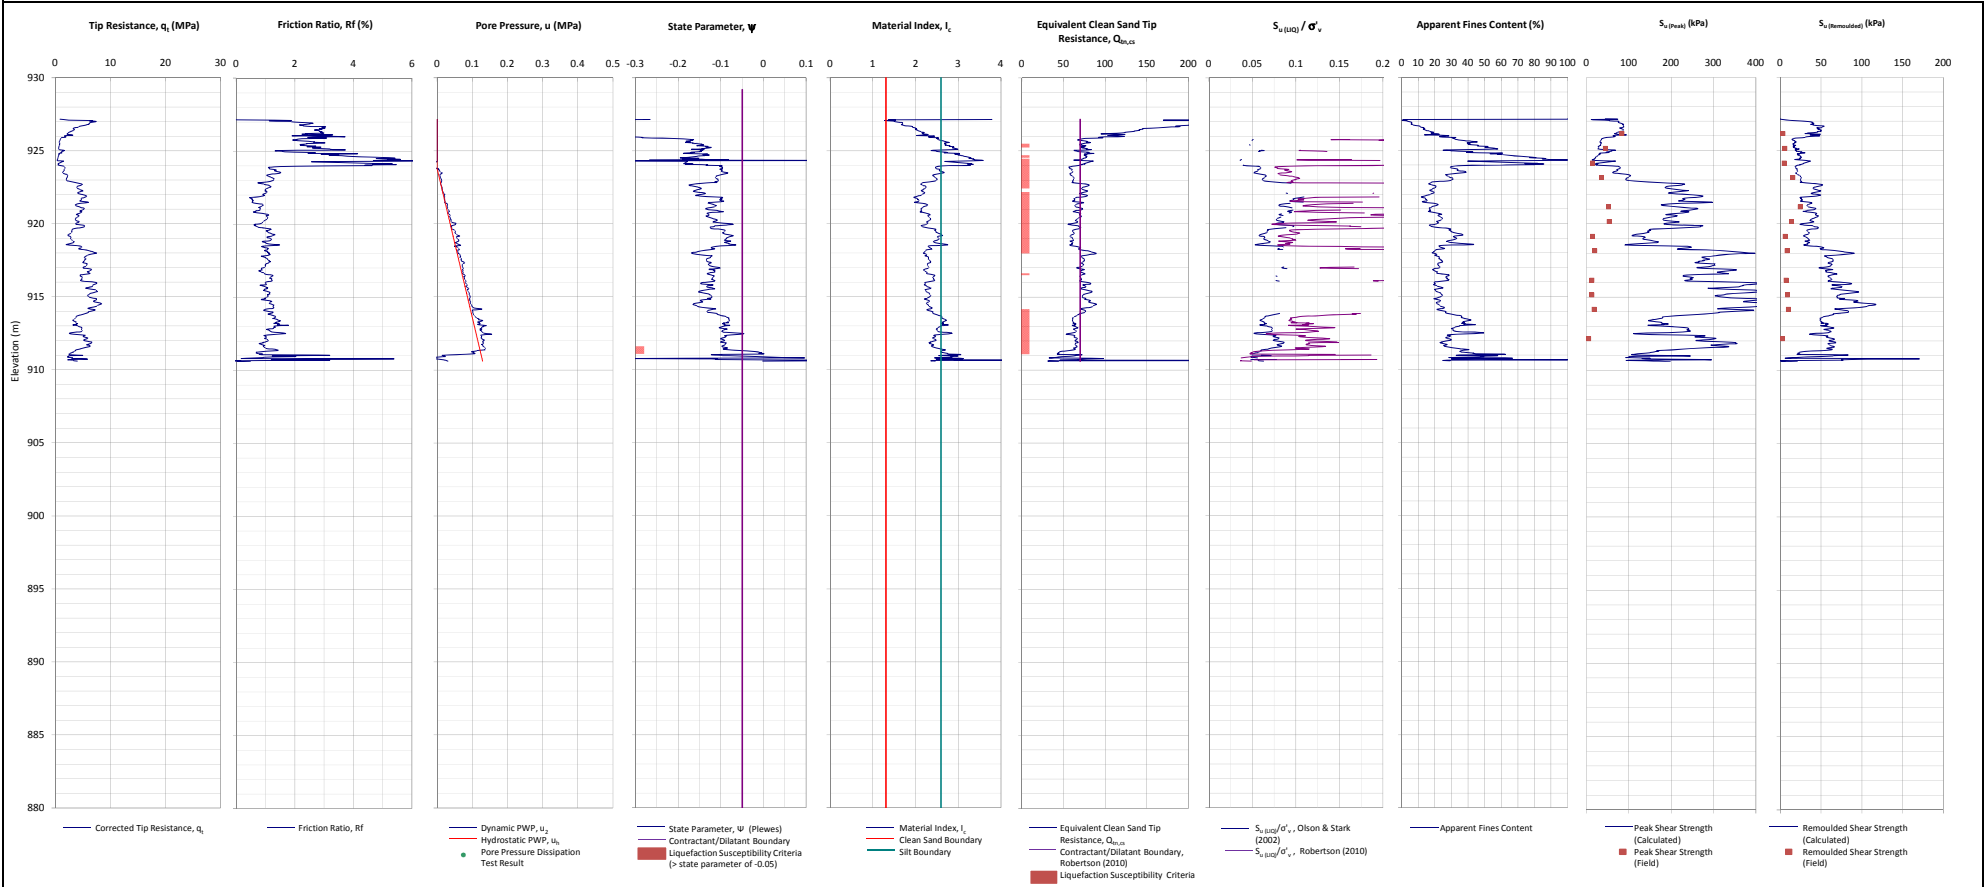 Tip Resistance, qt (MPa)
Friction Ratio, Rf (%)
Pore Pressure, u (MPa)
State Parameter, Ψ
Material Index, Ic
Equivalent Clean Sand Tip
Resistance, Qtn,cs
Su (LIQ) / σ'v
Apparent Fines Content (%)
Su (Peak) (kPa)
Su (Remoulded) (kPa)
0 10 20 30
0 2 4 6
0 0.1 0.2 0.3 0.4 0.5
-0.3 -0.2 -0.1 0 0.1
0 1 2 3 4
0 50 100 150 200
0 0.05 0.1 0.15 0.2
0 10 20 30 40 50 60 70 80 90 100
0 100 200 300 400
0 50 100 150 200
930
925
920
915
910
905
900
895
890
885
880
Elevation (m)
Corrected Tip Resistance, qt
Friction Ratio, Rf
Dynamic PWP, u2
Hydrostatic PWP, uh
Pore Pressure Dissipation
Test Result
State Parameter, Ψ (Plewes)
Contractant/Dilatant Boundary
Liquefaction Susceptibility Criteria
(> state parameter of -0.05)
Material Index, Ic
Clean Sand Boundary
Silt Boundary
Equivalent Clean Sand Tip
Resistance, Qtn,cs
Contractant/Dilatant Boundary,
Robertson (2010)
Liquefaction Susceptibility Criteria
Su (LIQ)/σ'v , Olson & Stark
(2002)
Su (LIQ)/σ'v , Robertson (2010)
Apparent Fines Content
Peak Shear Strength
(Calculated)
Peak Shear Strength
(Field)
Remoulded Shear Strength
(Calculated)
Remoulded Shear Strength
(Field)